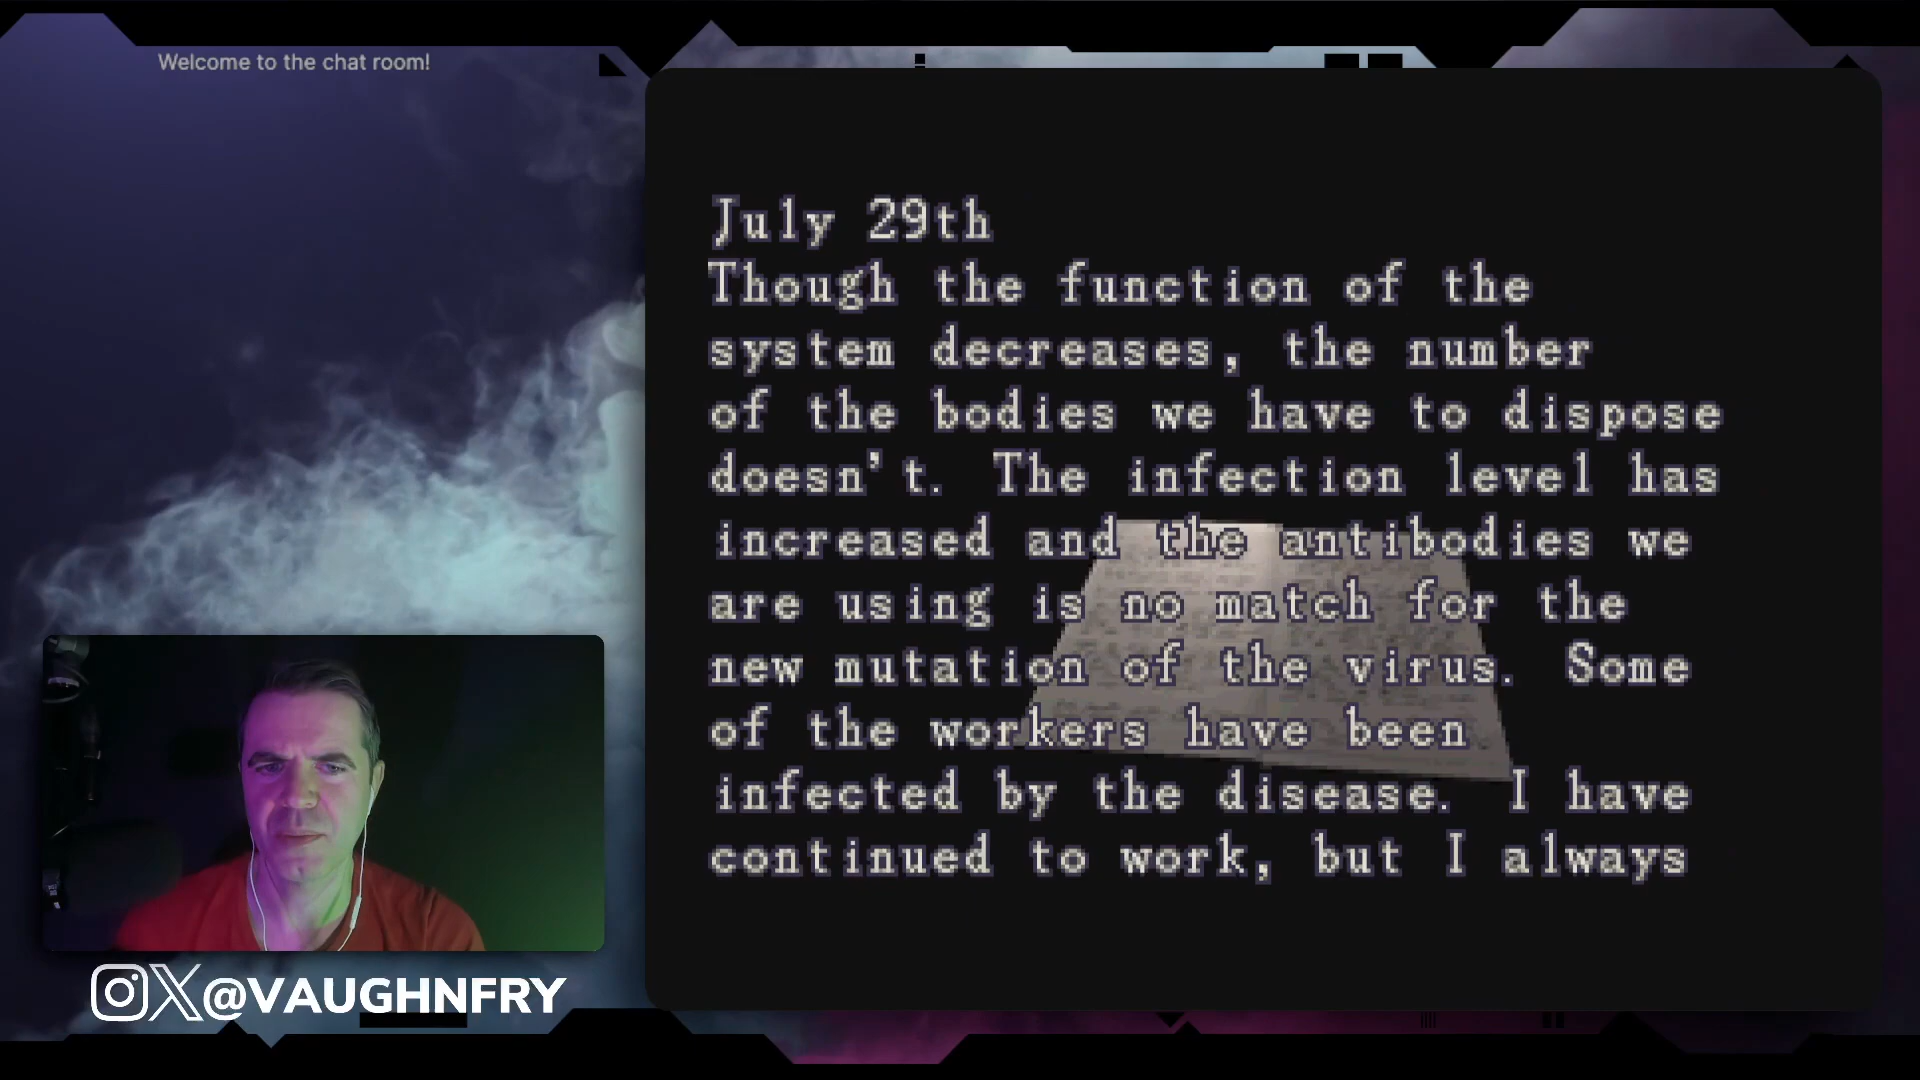 Welcome to the chat room!
July 29th
Though the function of the
system decreases, the number
of the bodies we have to dispose
doesn't. The infection level has
increased and the antibodies we
are using is no match for the
new mutation of the virus. Some
of the workers have been
infected by the disease. I have
continued to work, but I always
@VAUGHNFRY